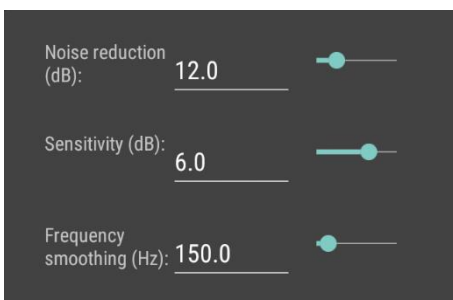 Noise reduction
(dB):
12.0
Sensitivity (dB):
6.0
Frequency
smoothing (Hz):
150.0